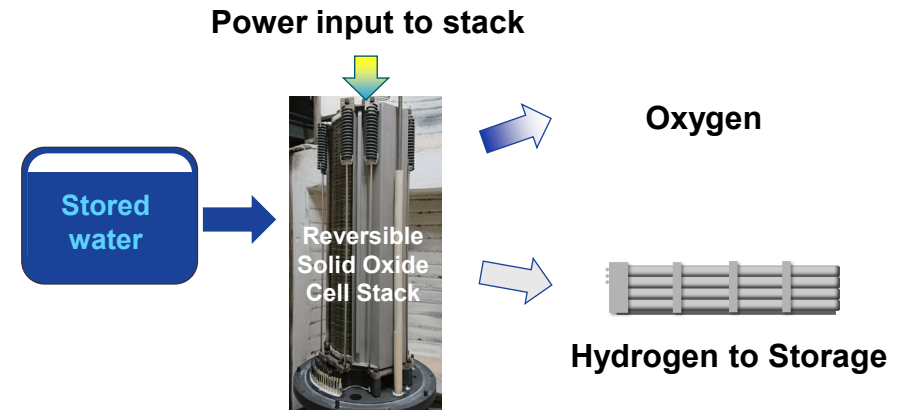 Power input to stack
Oxygen
Stored
water
Reversible
Solid Oxide
Cell Stack
Hydrogen to Storage